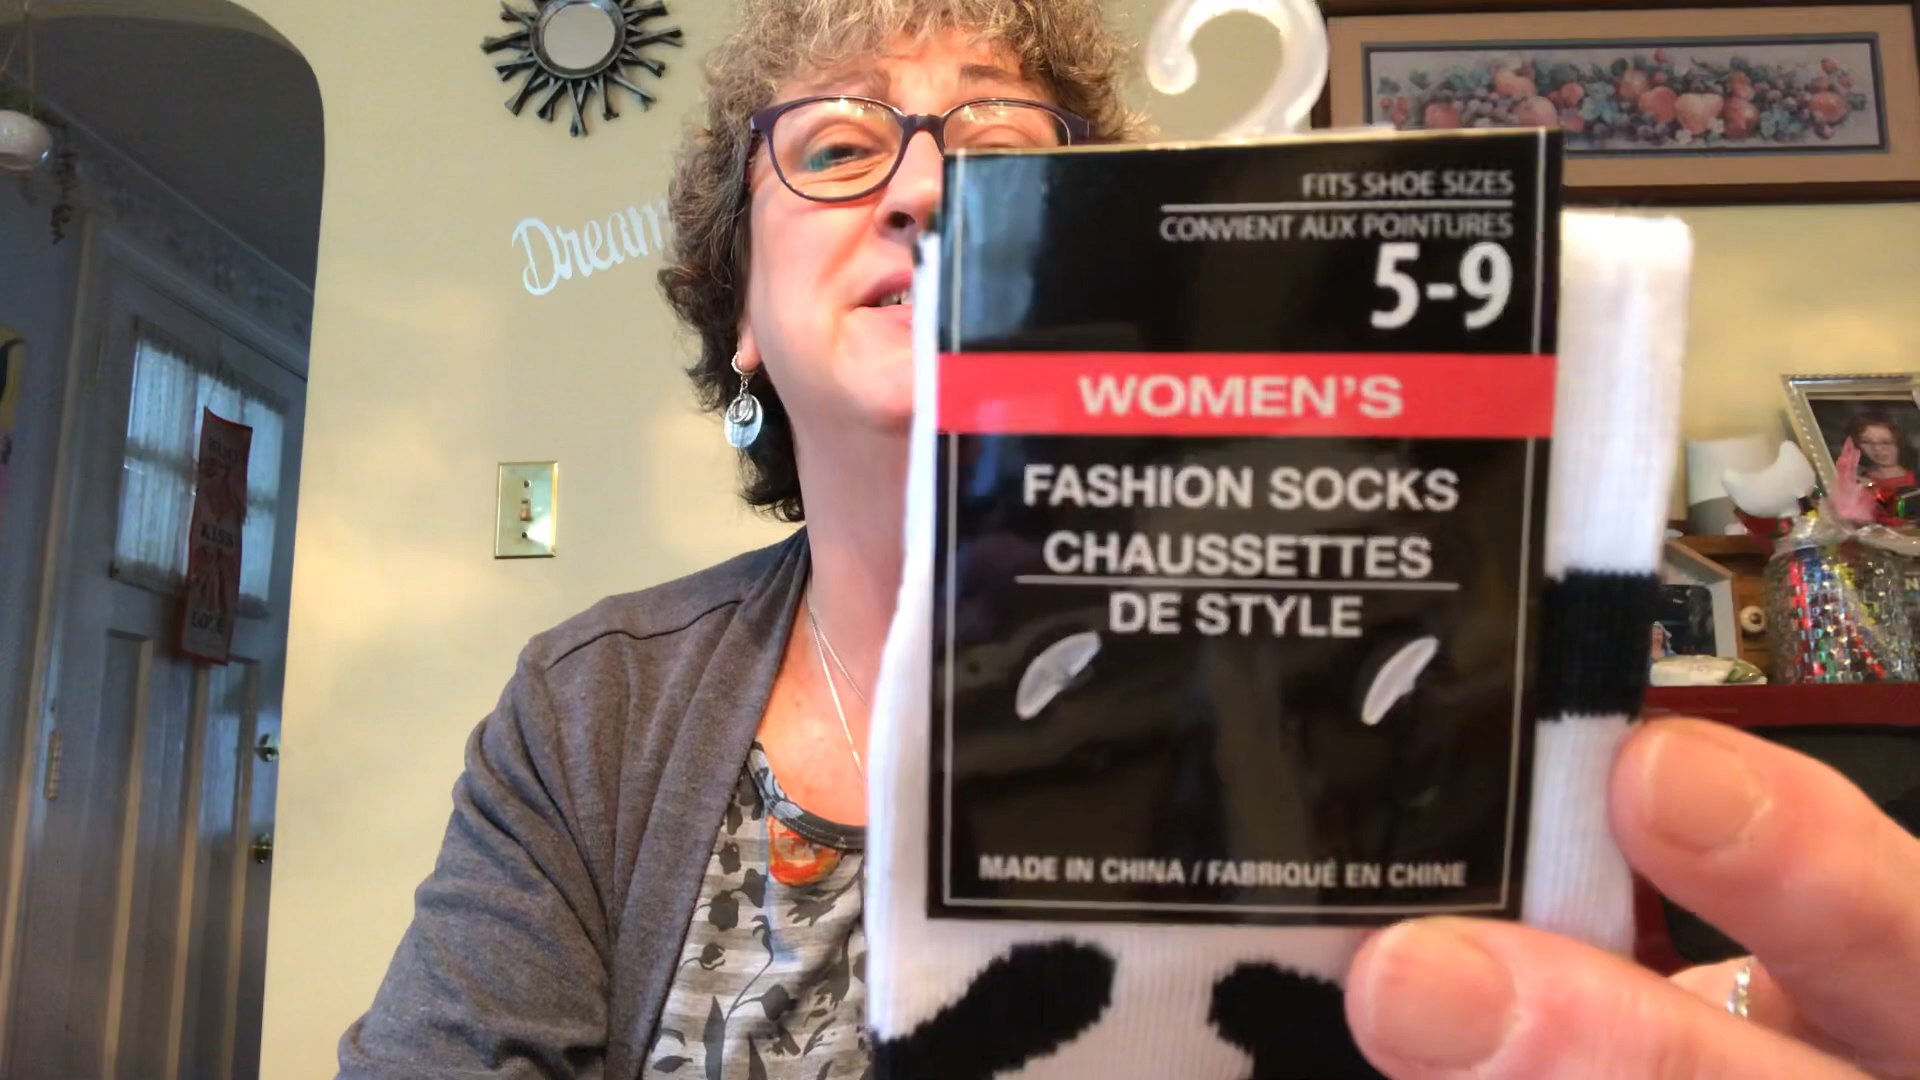 Dream
FITS SHOE SIZES
CONVIENT AUX POINTURES
5-9
WOMEN'S
FASHION SOCKS
CHAUSSETTES
DE STYLE
MADE IN CHINA / FABRIQUÉ EN CHINE
KISS